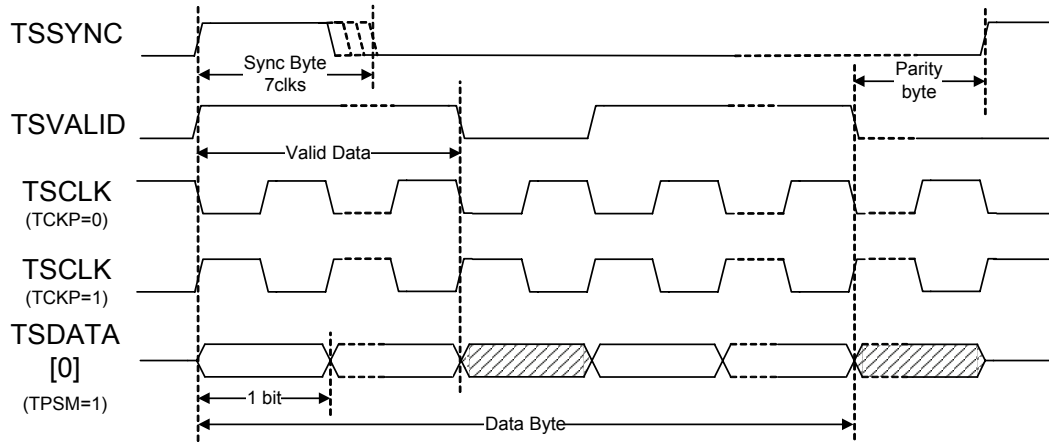 TSSYNC
Sync Byte
7clks
Parity
byte
TSVALID
Valid Data
TSCLK
(TCKP=0)
TSCLK
(TCKP=1)
TSDATA
[0]
(TPSM=1)
1 bit
Data Byte